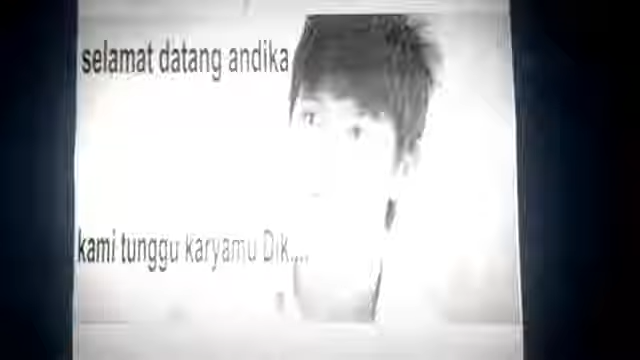 selamat datang andika
kami tunggu karyamu Dik....